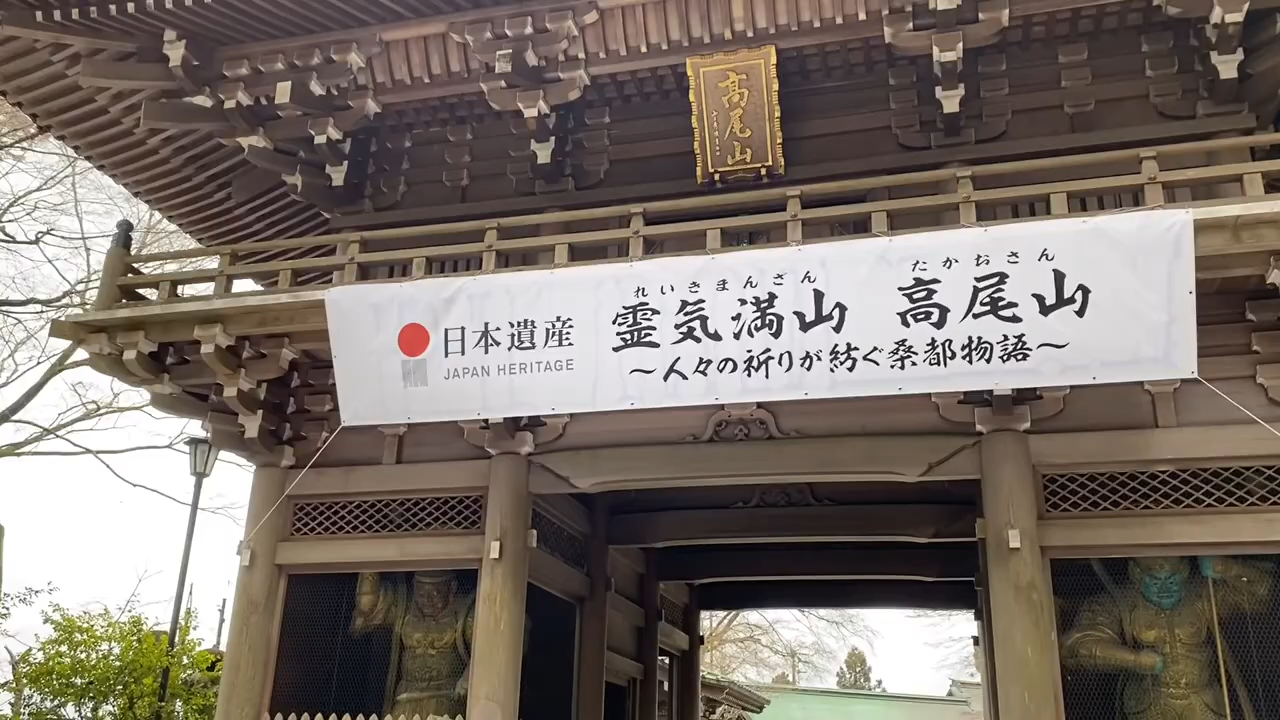 高尾山
日本遺産
JAPAN HERITAGE
れいきまんざん たかおさん
霊気満山 高尾山
～人々の祈りが紡ぐ桑都物語～